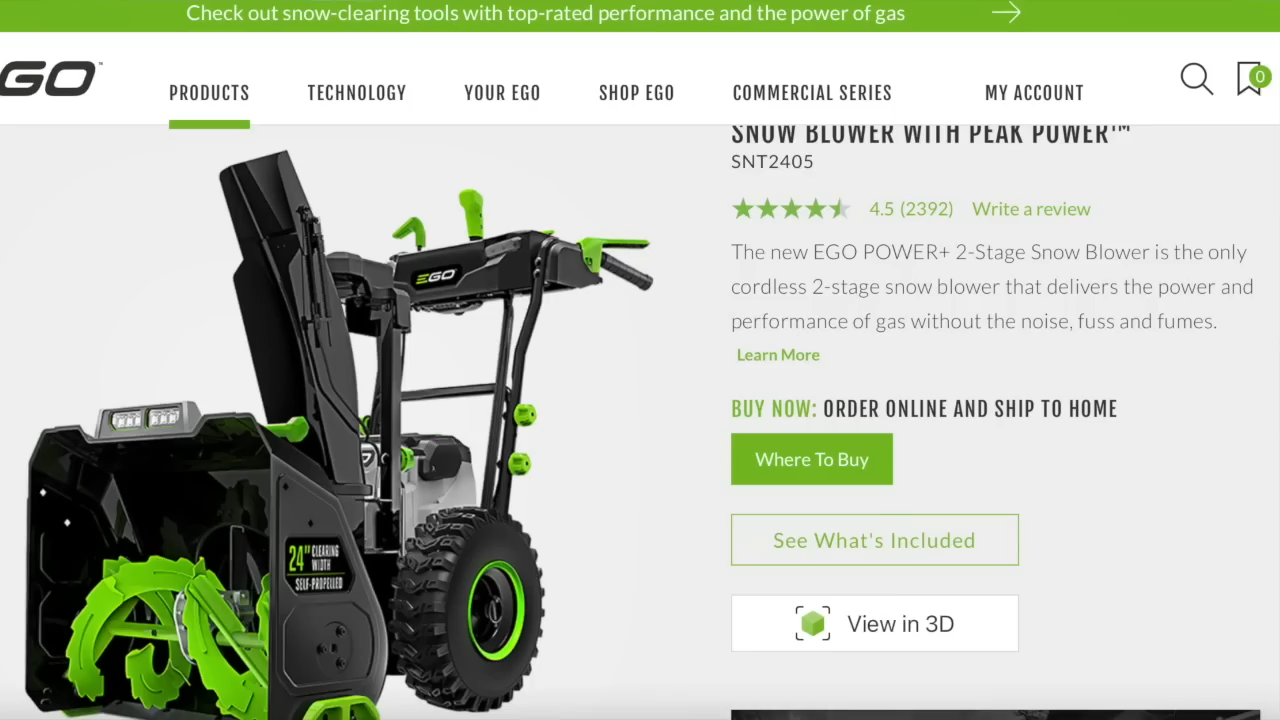 Check out snow-clearing tools with top-rated performance and the power of gas
EGO™
PRODUCTS
TECHNOLOGY
YOUR EGO
SHOP EGO
COMMERCIAL SERIES
MY ACCOUNT
0
SNOW BLOWER WITH PEAK POWER™
SNT2405
4.5 (2392) Write a review
The new EGO POWER+ 2-Stage Snow Blower is the only
cordless 2-stage snow blower that delivers the power and
performance of gas without the noise, fuss and fumes.
Learn More
BUY NOW: ORDER ONLINE AND SHIP TO HOME
Where To Buy
See What's Included
View in 3D
EGO
24" CLEARING
WIDTH
SELF-PROPELLED